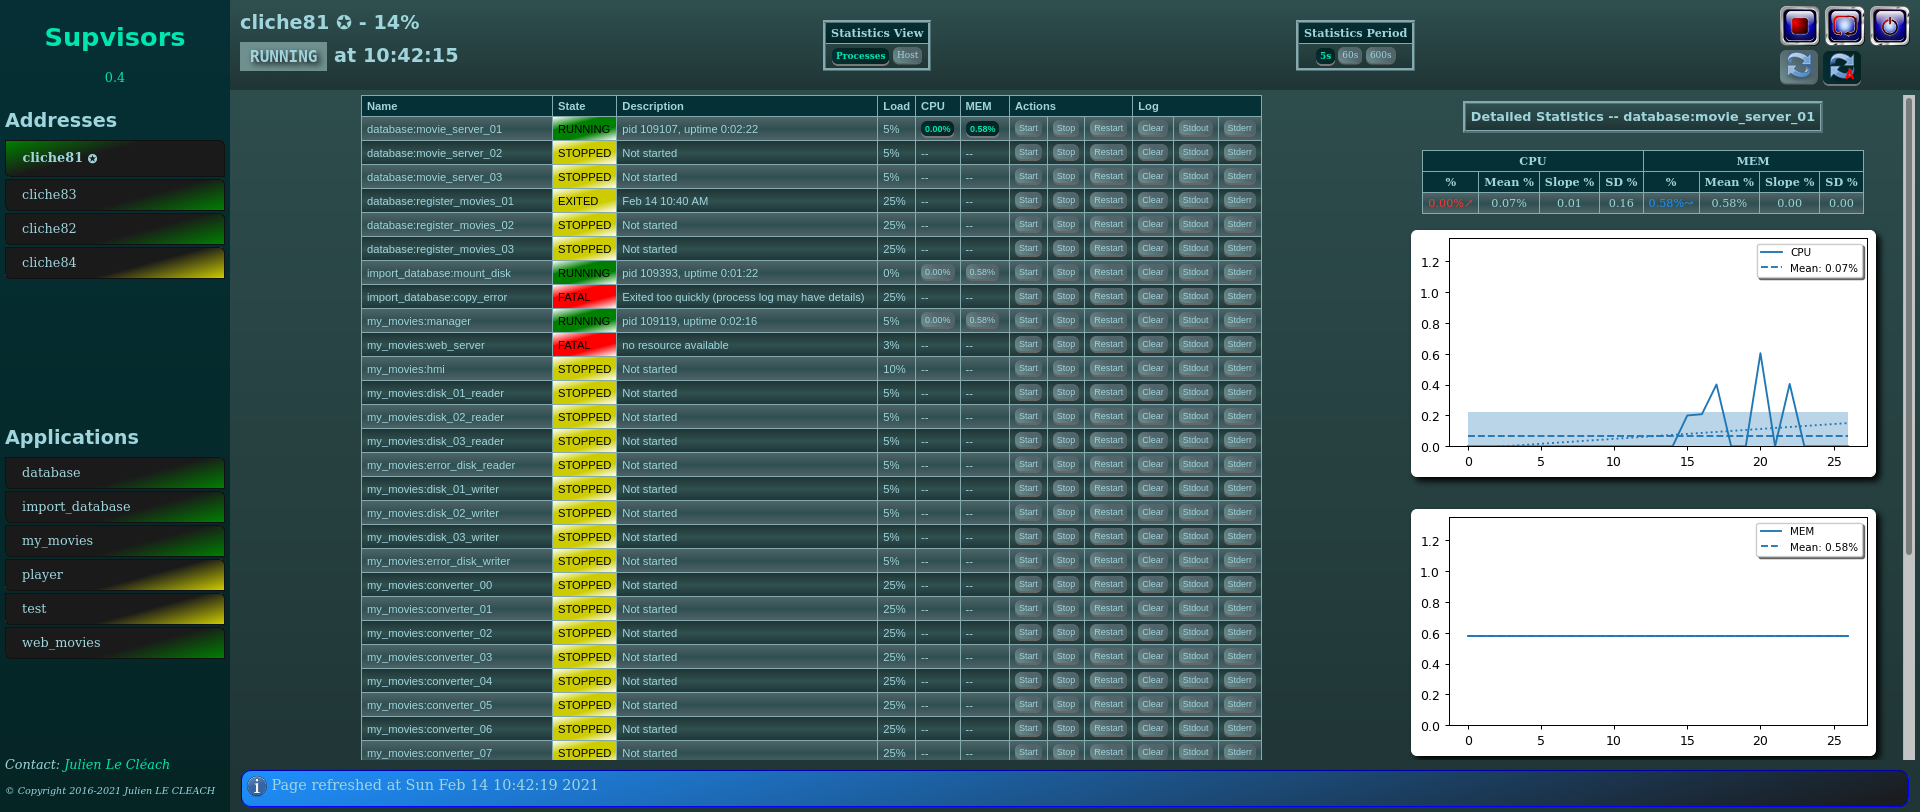 Supvisors
0.4
Addresses
cliche81 ✪
cliche83
cliche82
cliche84
Applications
database
import_database
my_movies
player
test
web_movies
Contact: Julien Le Cléach
© Copyright 2016-2021 Julien LE CLEACH
cliche81 ✪ - 14%
RUNNING at 10:42:15
Statistics View
Processes Host
Statistics Period
5s 60s 600s
Name State Description Load CPU MEM Actions Log
database:movie_server_01 RUNNING pid 109107, uptime 0:02:22 5% 0.00% 0.58% Start Stop Restart Clear Stdout Stderr
database:movie_server_02 STOPPED Not started 5% -- -- Start Stop Restart Clear Stdout Stderr
database:movie_server_03 STOPPED Not started 5% -- -- Start Stop Restart Clear Stdout Stderr
database:register_movies_01 EXITED Feb 14 10:40 AM 25% -- -- Start Stop Restart Clear Stdout Stderr
database:register_movies_02 STOPPED Not started 25% -- -- Start Stop Restart Clear Stdout Stderr
database:register_movies_03 STOPPED Not started 25% -- -- Start Stop Restart Clear Stdout Stderr
import_database:mount_disk RUNNING pid 109393, uptime 0:01:22 0% 0.00% 0.58% Start Stop Restart Clear Stdout Stderr
import_database:copy_error FATAL Exited too quickly (process log may have details) 25% -- -- Start Stop Restart Clear Stdout Stderr
my_movies:manager RUNNING pid 109119, uptime 0:02:16 5% 0.00% 0.58% Start Stop Restart Clear Stdout Stderr
my_movies:web_server FATAL no resource available 3% -- -- Start Stop Restart Clear Stdout Stderr
my_movies:hmi STOPPED Not started 10% -- -- Start Stop Restart Clear Stdout Stderr
my_movies:disk_01_reader STOPPED Not started 5% -- -- Start Stop Restart Clear Stdout Stderr
my_movies:disk_02_reader STOPPED Not started 5% -- -- Start Stop Restart Clear Stdout Stderr
my_movies:disk_03_reader STOPPED Not started 5% -- -- Start Stop Restart Clear Stdout Stderr
my_movies:error_disk_reader STOPPED Not started 5% -- -- Start Stop Restart Clear Stdout Stderr
my_movies:disk_01_writer STOPPED Not started 5% -- -- Start Stop Restart Clear Stdout Stderr
my_movies:disk_02_writer STOPPED Not started 5% -- -- Start Stop Restart Clear Stdout Stderr
my_movies:disk_03_writer STOPPED Not started 5% -- -- Start Stop Restart Clear Stdout Stderr
my_movies:error_disk_writer STOPPED Not started 5% -- -- Start Stop Restart Clear Stdout Stderr
my_movies:converter_00 STOPPED Not started 25% -- -- Start Stop Restart Clear Stdout Stderr
my_movies:converter_01 STOPPED Not started 25% -- -- Start Stop Restart Clear Stdout Stderr
my_movies:converter_02 STOPPED Not started 25% -- -- Start Stop Restart Clear Stdout Stderr
my_movies:converter_03 STOPPED Not started 25% -- -- Start Stop Restart Clear Stdout Stderr
my_movies:converter_04 STOPPED Not started 25% -- -- Start Stop Restart Clear Stdout Stderr
my_movies:converter_05 STOPPED Not started 25% -- -- Start Stop Restart Clear Stdout Stderr
my_movies:converter_06 STOPPED Not started 25% -- -- Start Stop Restart Clear Stdout Stderr
my_movies:converter_07 STOPPED Not started 25% -- -- Start Stop Restart Clear Stdout Stderr
Detailed Statistics -- database:movie_server_01
CPU MEM
% Mean % Slope % SD % % Mean % Slope % SD %
0.00%↗ 0.07% 0.01 0.16 0.58%~ 0.58% 0.00 0.00
CPU
Mean: 0.07%
1.2
1.0
0.8
0.6
0.4
0.2
0.0
0 5 10 15 20 25
MEM
Mean: 0.58%
1.2
1.0
0.8
0.6
0.4
0.2
0.0
0 5 10 15 20 25
Page refreshed at Sun Feb 14 10:42:19 2021